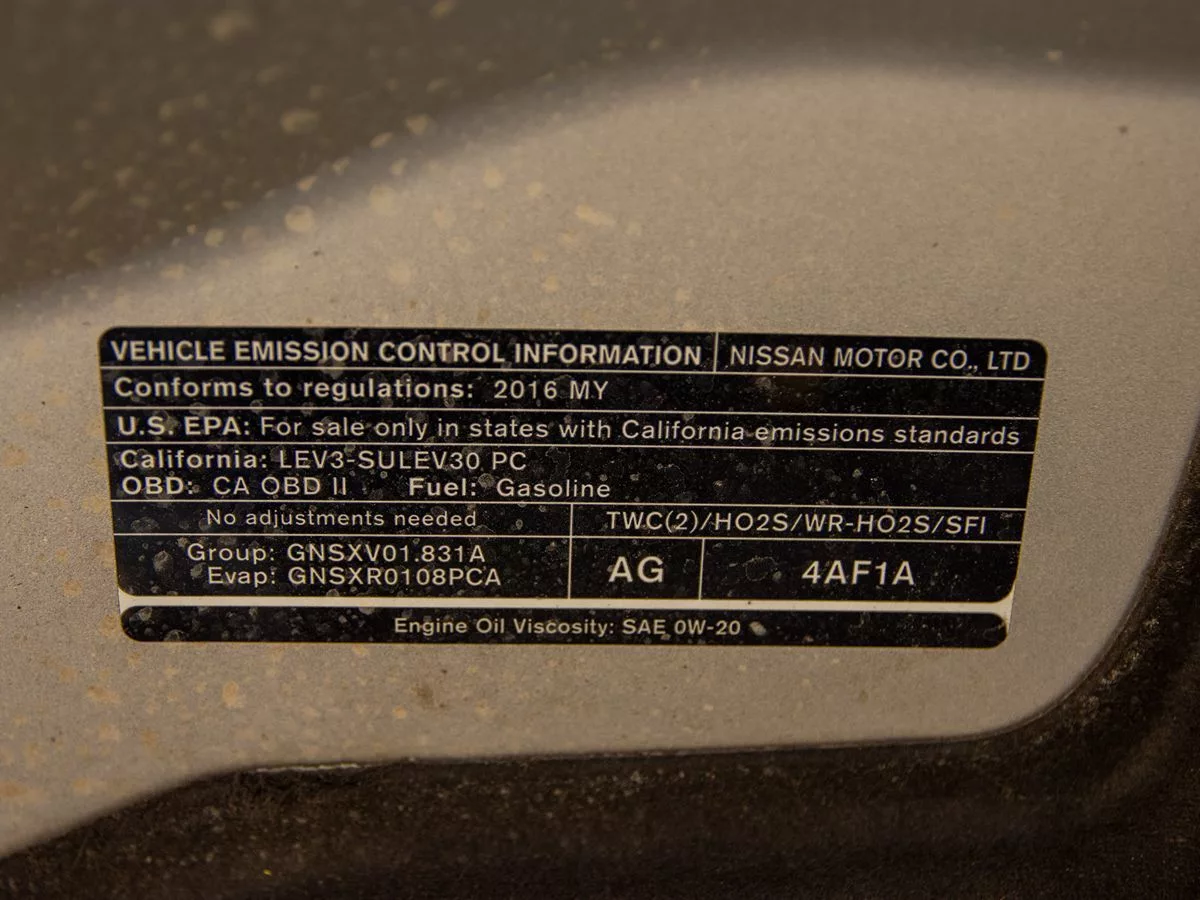 VEHICLE EMISSION CONTROL INFORMATION NISSAN MOTOR CO., LTD
Conforms to regulations: 2016 MY
U.S. EPA: For sale only in states with California emissions standards
California: LEV3-SULEV30 PC
OBD: CA OBD II Fuel: Gasoline
No adjustments needed TWC(2)/HO2S/WR-HO2S/SFI
Group: GNSXV01.831A
Evap: GNSXR0108PCA
AG 4AF1A
Engine Oil Viscosity: SAE 0W-20